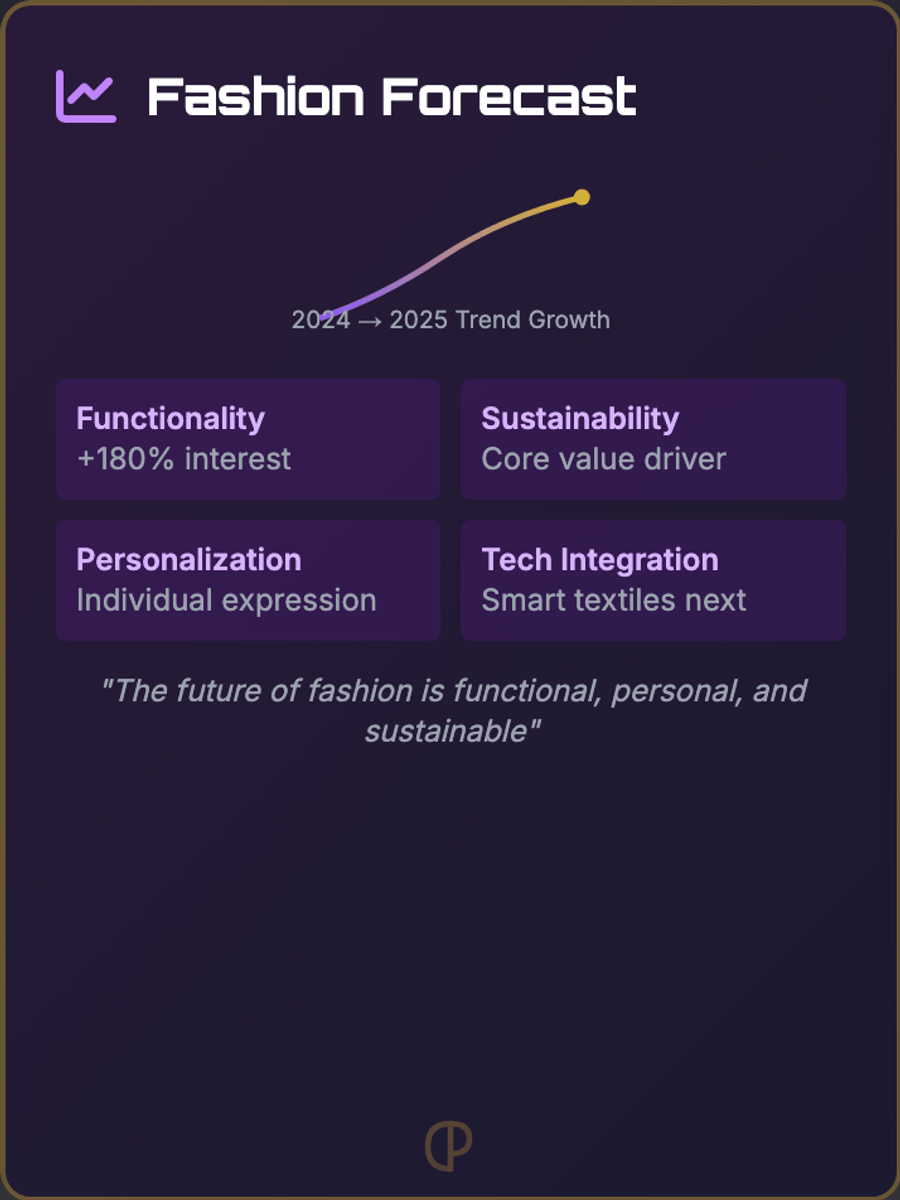 Fashion Forecast
2024 → 2025 Trend Growth
Functionality
+180% interest
Sustainability
Core value driver
Personalization
Individual expression
Tech Integration
Smart textiles next
"The future of fashion is functional, personal, and
sustainable"